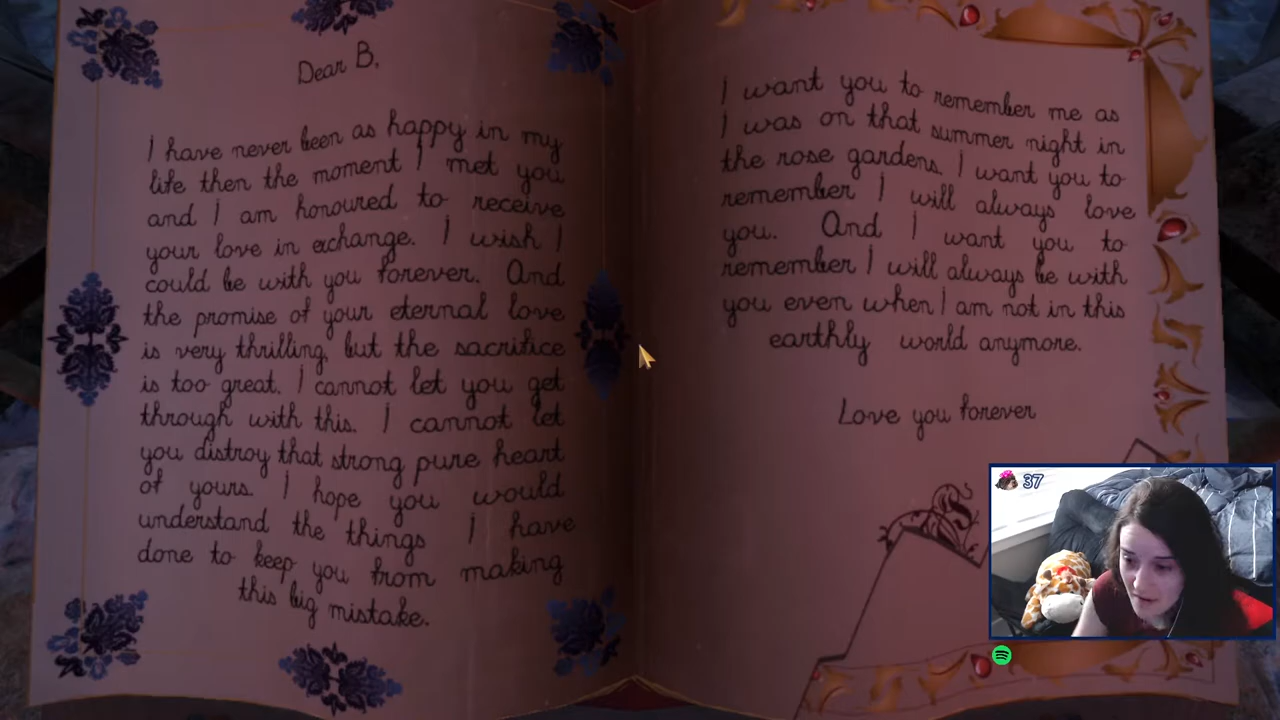 Dear B,
I have never been as happy in my
life then the moment I met you
and I am honoured to receive
your love in exchange. I wish I
could be with you forever. And
the promise of your eternal love
is very thrilling, but the sacrifice
is too great. I cannot let you get
through with this. I cannot let
you distroy that strong pure heart
of yours. I hope you would
understand the things I have
done to keep you from making
this big mistake.
I want you to remember me as
I was on that summer night in
the rose gardens. I want you to
remember I will always love
you. And I want you to
remember I will always be with
you even when I am not in this
earthly world anymore.
Love you forever
37